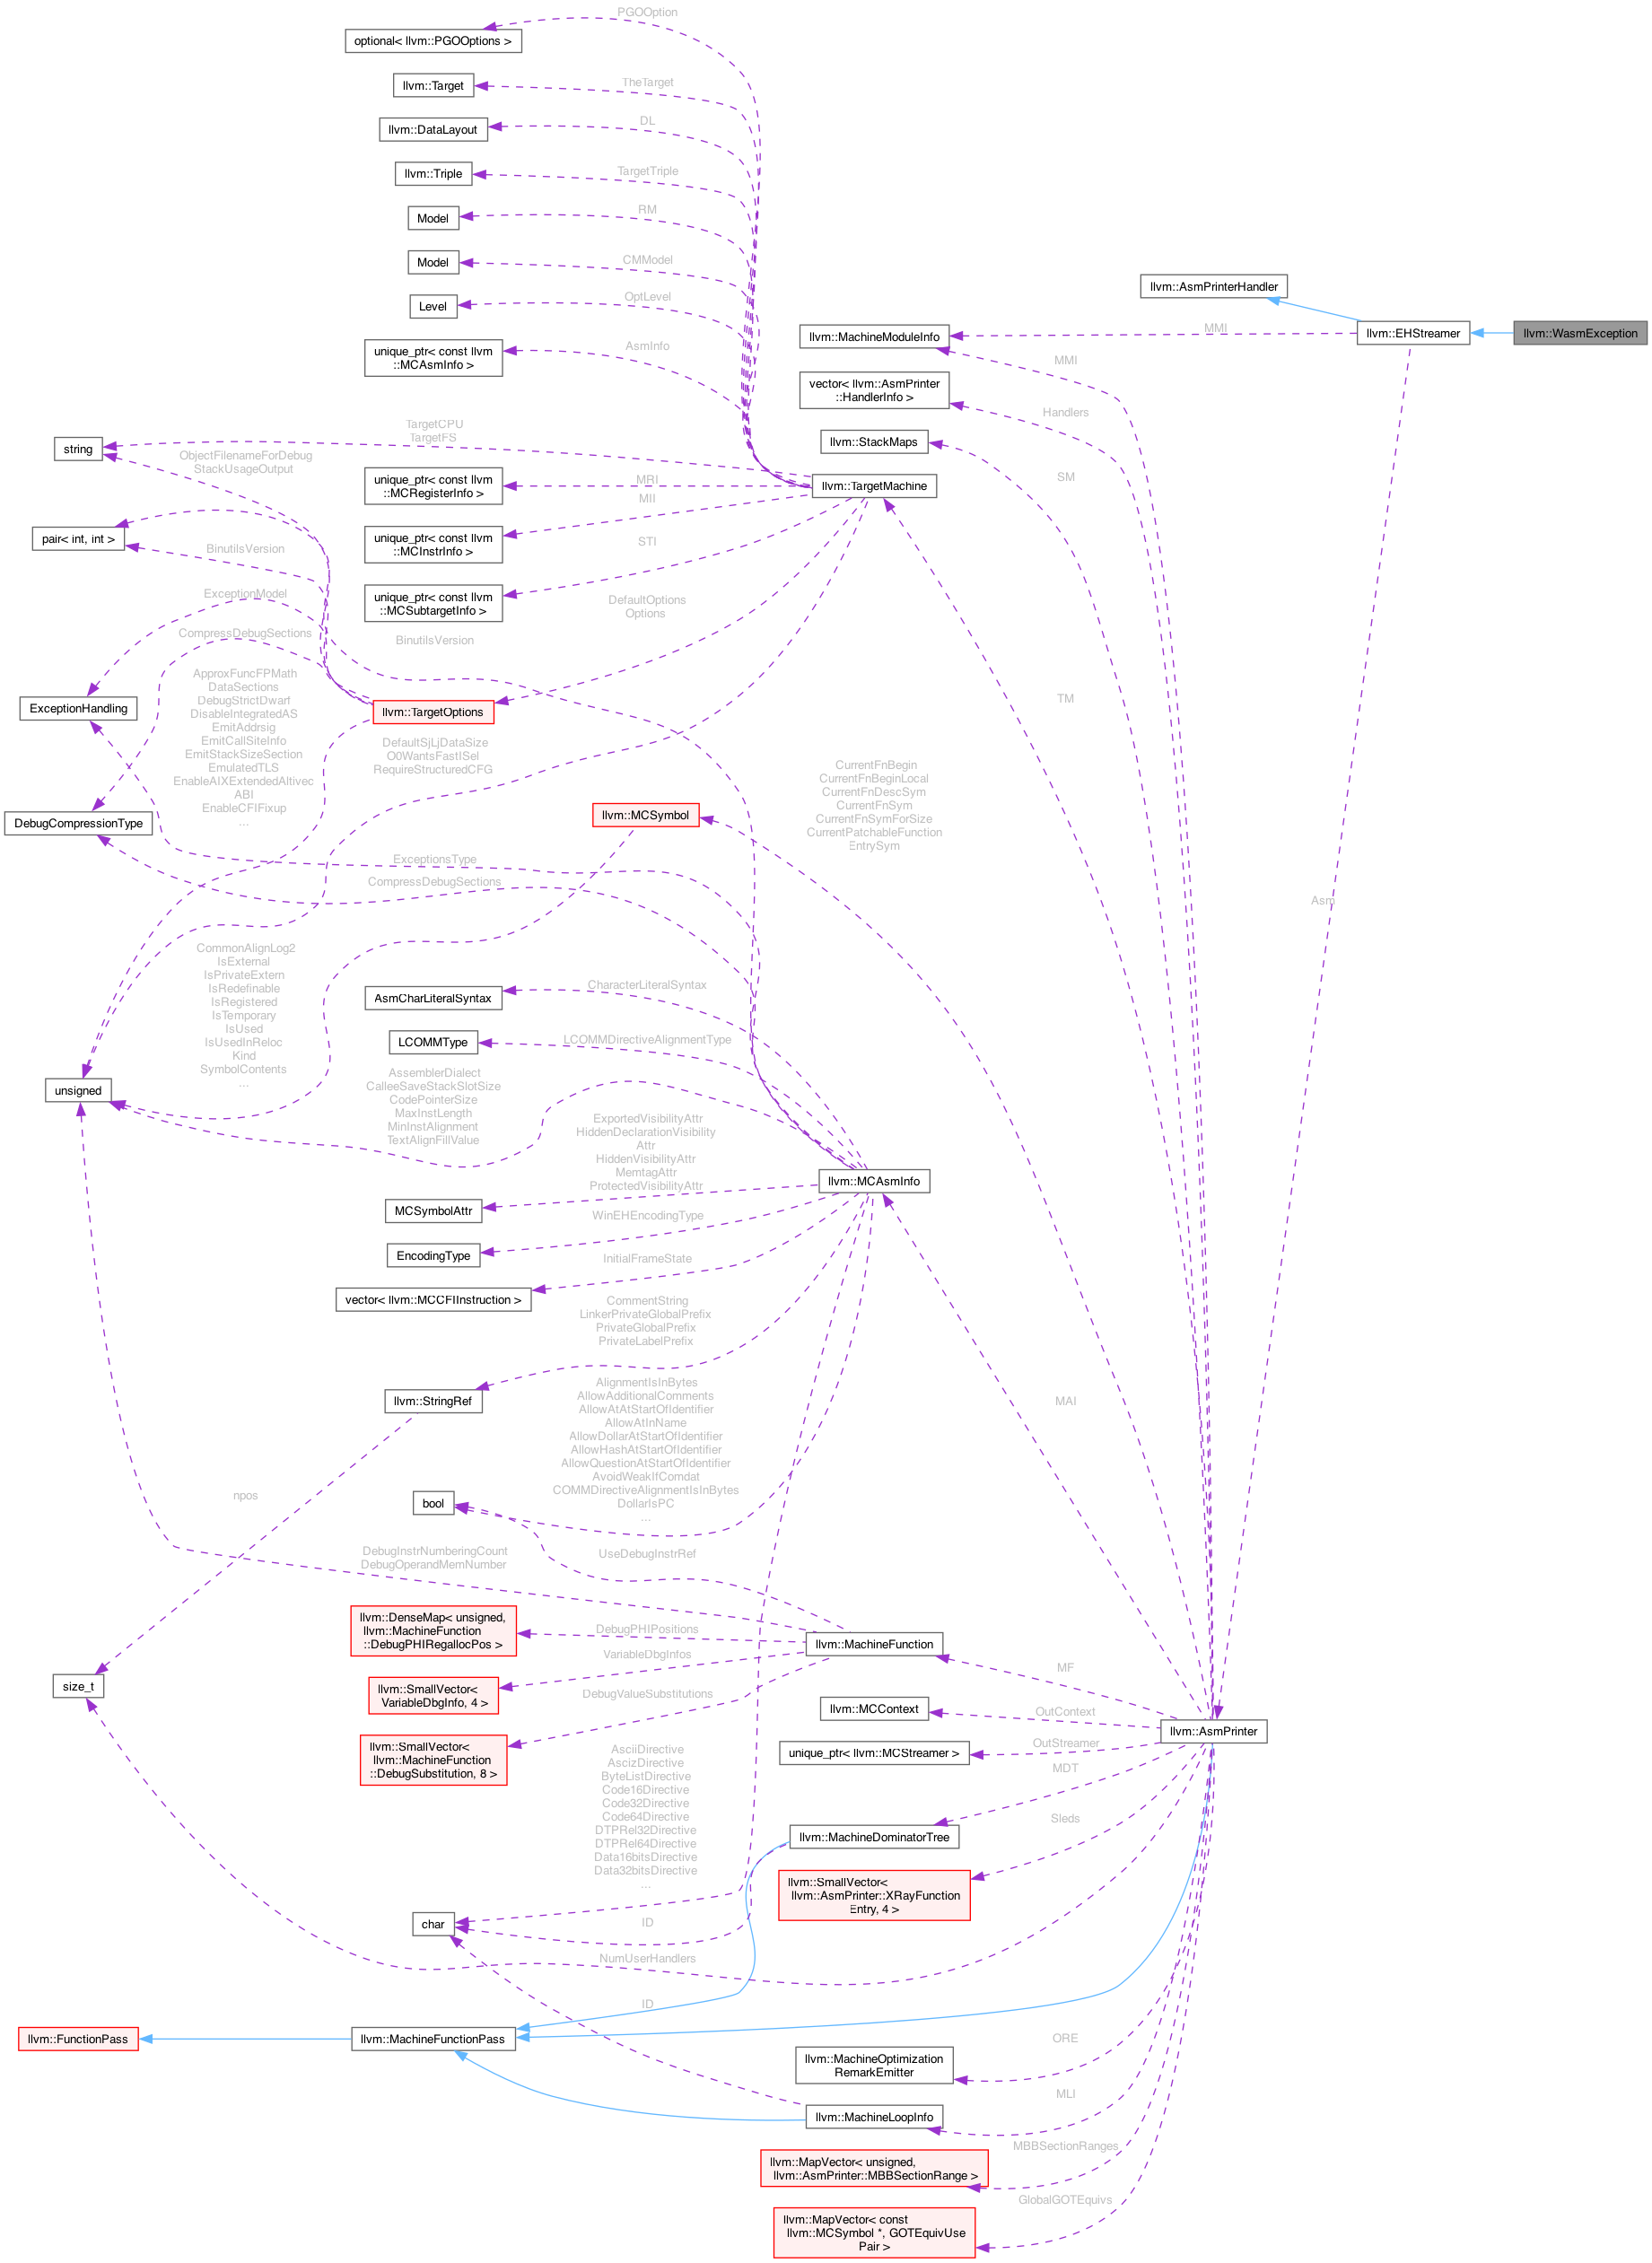 PGOOption
optional< llvm::PGOOptions >
llvm::Target
TheTarget
llvm::DataLayout
DL
llvm::Triple
TargetTriple
Model
RM
Model
CMModel
Level
OptLevel
unique_ptr< const llvm
::MCAsmInfo >
AsmInfo
llvm::AsmPrinterHandler
llvm::MachineModuleInfo
MMI
llvm::EHStreamer
llvm::WasmException
MMI
vector< llvm::AsmPrinter
::HandlerInfo >
Handlers
string
TargetCPU
TargetFS
llvm::StackMaps
SM
ObjectFilenameForDebug
StackUsageOutput
unique_ptr< const llvm
::MCRegisterInfo >
MRI
llvm::TargetMachine
MII
pair< int, int >
BinutilsVersion
unique_ptr< const llvm
::MCInstrInfo >
STI
unique_ptr< const llvm
::MCSubtargetInfo >
ExceptionModel
DefaultOptions
Options
CompressDebugSections
BinutilsVersion
ExceptionHandling
ApproxFuncFPMath
DataSections
DebugStrictDwarf
DisableIntegratedAS
EmitAddrsig
EmitCallSiteInfo
EmitStackSizeSection
EmulatedTLS
EnableAIXExtendedAltivec
ABI
EnableCFIFixup
...
llvm::TargetOptions
TM
DefaultSjLjDataSize
O0WantsFastISel
RequireStructuredCFG
DebugCompressionType
llvm::MCSymbol
CurrentFnBegin
CurrentFnBeginLocal
CurrentFnDescSym
CurrentFnSym
CurrentFnSymForSize
CurrentPatchableFunction
EntrySym
ExceptionsType
CompressDebugSections
Asm
CommonAlignLog2
IsExternal
IsPrivateExtern
IsRedefinable
IsRegistered
IsTemporary
IsUsed
IsUsedInReloc
Kind
SymbolContents
...
AsmCharLiteralSyntax
CharacterLiteralSyntax
LCOMMType
LCOMMDirectiveAlignmentType
unsigned
AssemblerDialect
CalleeSaveStackSlotSize
CodePointerSize
MaxInstLength
MinInstAlignment
TextAlignFillValue
ExportedVisibilityAttr
HiddenDeclarationVisibility
Attr
HiddenVisibilityAttr
MemtagAttr
ProtectedVisibilityAttr
llvm::MCAsmInfo
MCSymbolAttr
WinEHEncodingType
EncodingType
InitialFrameState
vector< llvm::MCCFIInstruction >
CommentString
LinkerPrivateGlobalPrefix
PrivateGlobalPrefix
PrivateLabelPrefix
llvm::StringRef
MAI
AlignmentIsInBytes
AllowAdditionalComments
AllowAtAtStartOfIdentifier
AllowAtInName
AllowDollarAtStartOfIdentifier
AllowHashAtStartOfIdentifier
AllowQuestionAtStartOfIdentifier
AvoidWeakIfComdat
COMMDirectiveAlignmentIsInBytes
DollarIsPC
...
npos
bool
DebugInstrNumberingCount
DebugOperandMemNumber
UseDebugInstrRef
llvm::DenseMap< unsigned,
llvm::MachineFunction
::DebugPHIRegallocPos >
DebugPHIPositions
llvm::MachineFunction
VariableDbgInfos
MF
size_t
llvm::SmallVector<
VariableDbgInfo, 4 >
DebugValueSubstitutions
llvm::MCContext
OutContext
llvm::AsmPrinter
llvm::SmallVector<
llvm::MachineFunction
::DebugSubstitution, 8 >
unique_ptr< llvm::MCStreamer >
OutStreamer
MDT
AsciiDirective
AscizDirective
ByteListDirective
Code16Directive
Code32Directive
Code64Directive
DTPRel32Directive
DTPRel64Directive
Data16bitsDirective
Data32bitsDirective
...
Sleds
llvm::MachineDominatorTree
llvm::SmallVector<
llvm::AsmPrinter::XRayFunction
Entry, 4 >
char
ID
NumUserHandlers
ID
llvm::FunctionPass
llvm::MachineFunctionPass
ORE
llvm::MachineOptimization
RemarkEmitter
MLI
llvm::MachineLoopInfo
MBBSectionRanges
llvm::MapVector< unsigned,
llvm::AsmPrinter::MBBSectionRange >
GlobalGOTEquivs
llvm::MapVector< const
llvm::MCSymbol *, GOTEquivUse
Pair >